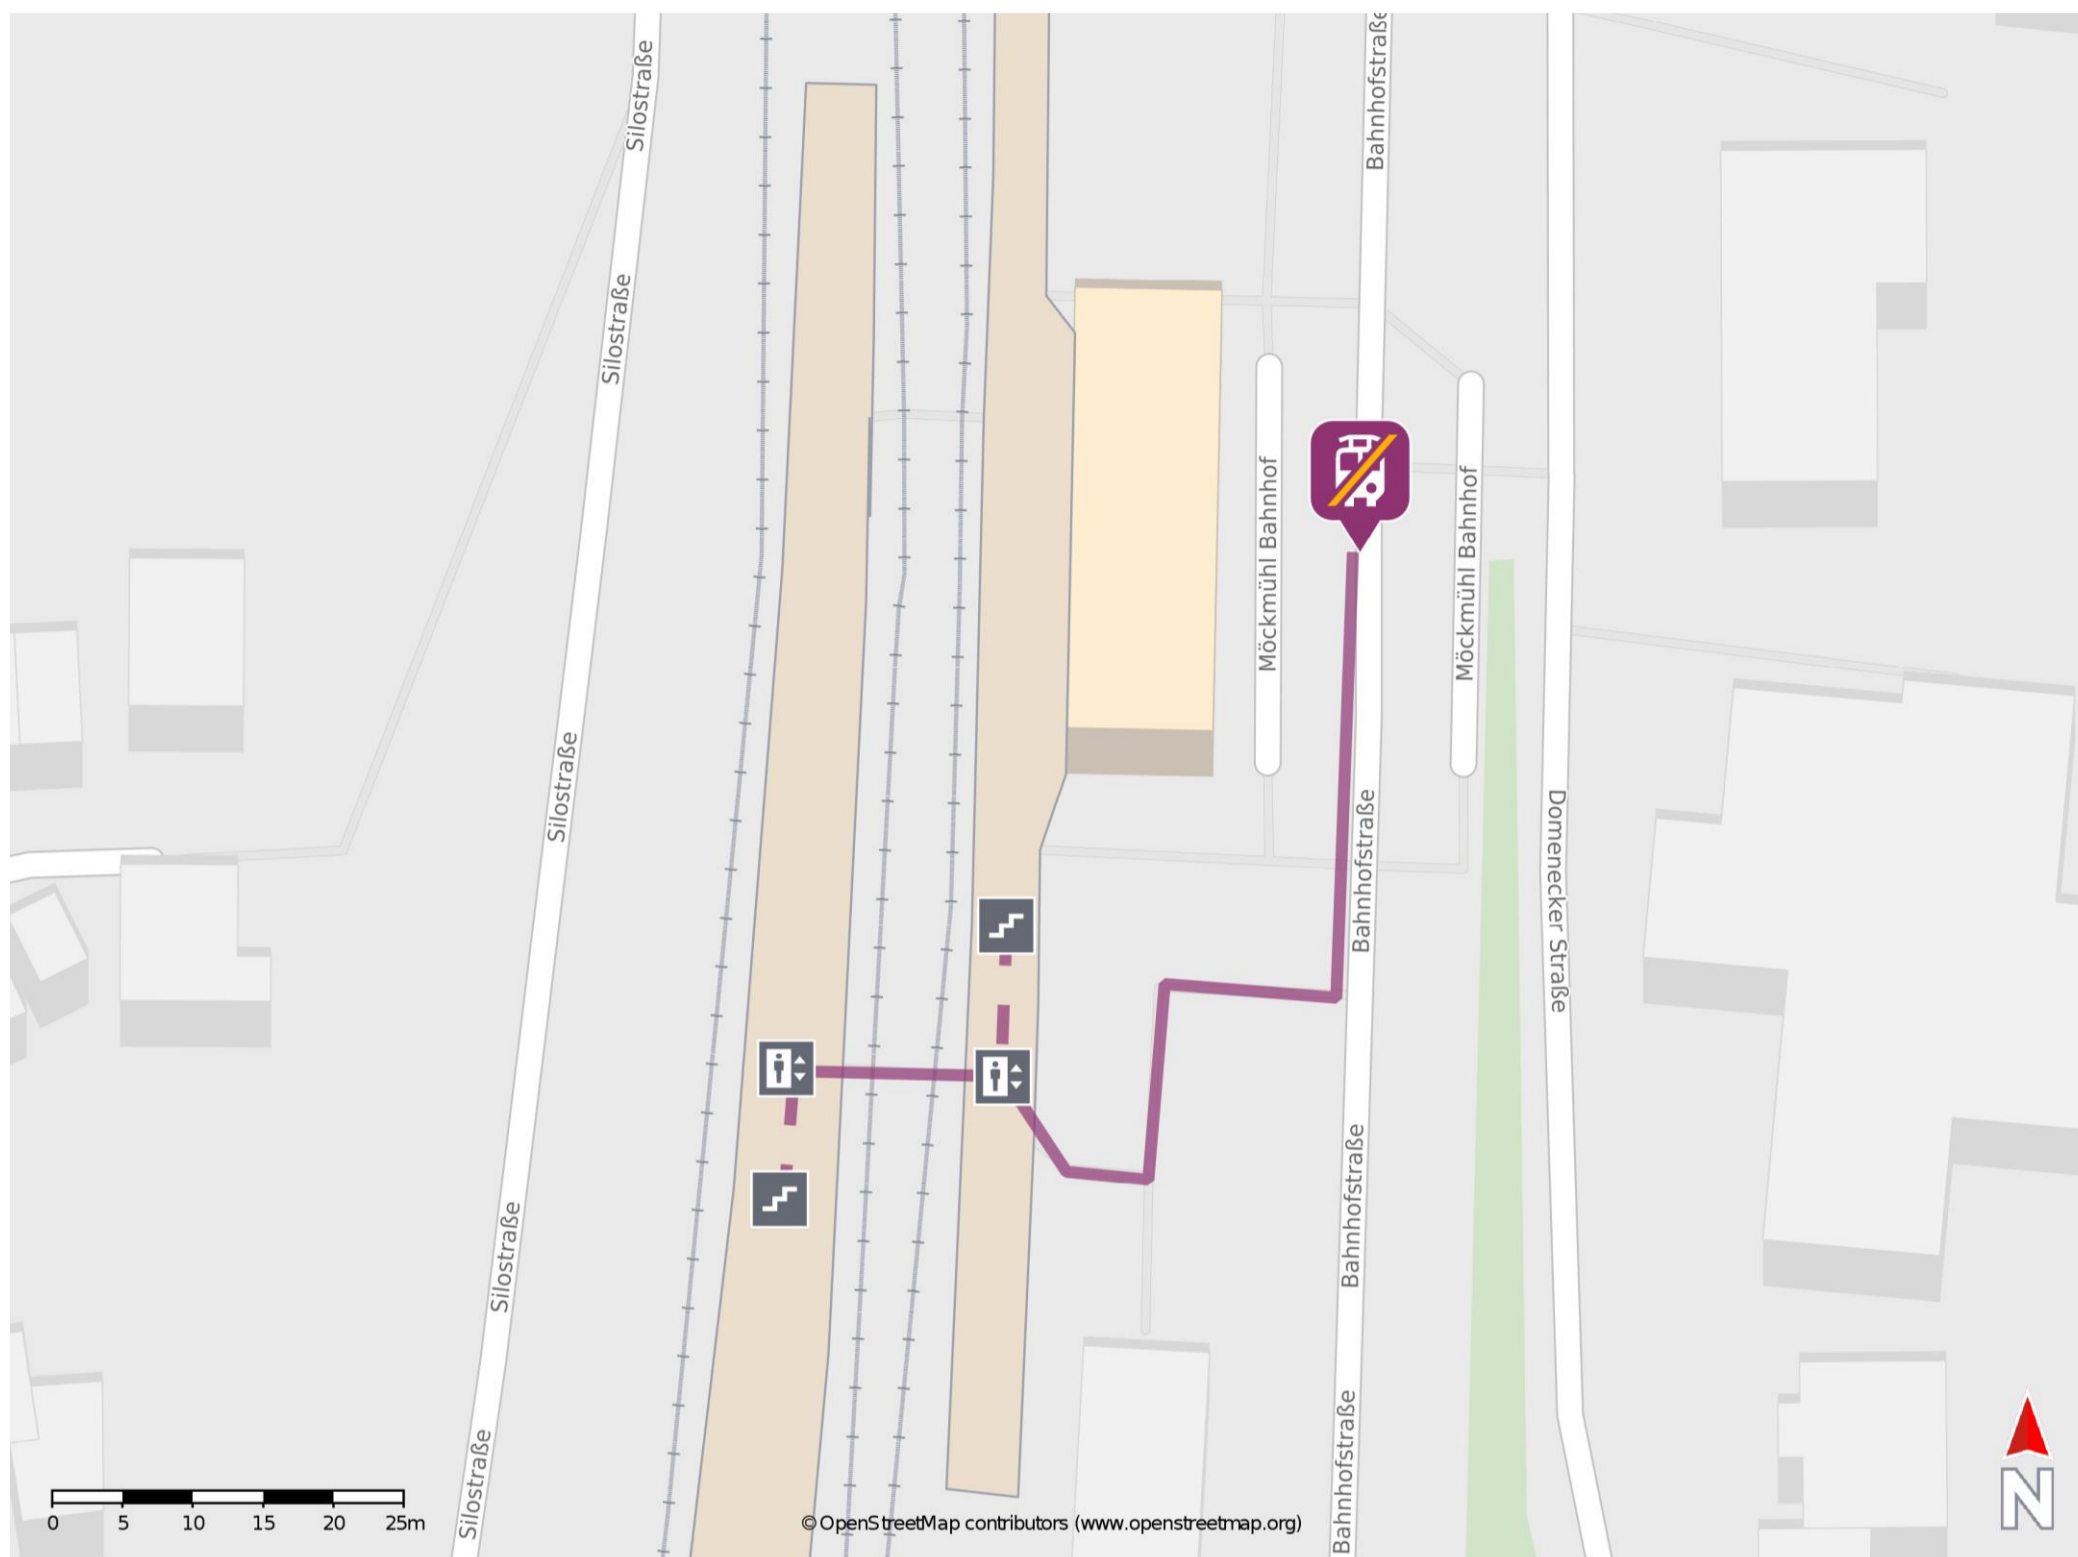 Silostraße
Bahnhofstraße
Silostraße
Möckmühl Bahnhof
Möckmühl Bahnhof
Silostraße
Bahnhofstraße
Domenecker Straße
Bahnhofstraße
Silostraße
Bahnhofstraße
Silostraße
N
0 5 10 15 20 25m
© OpenStreetMap contributors (www.openstreetmap.org)